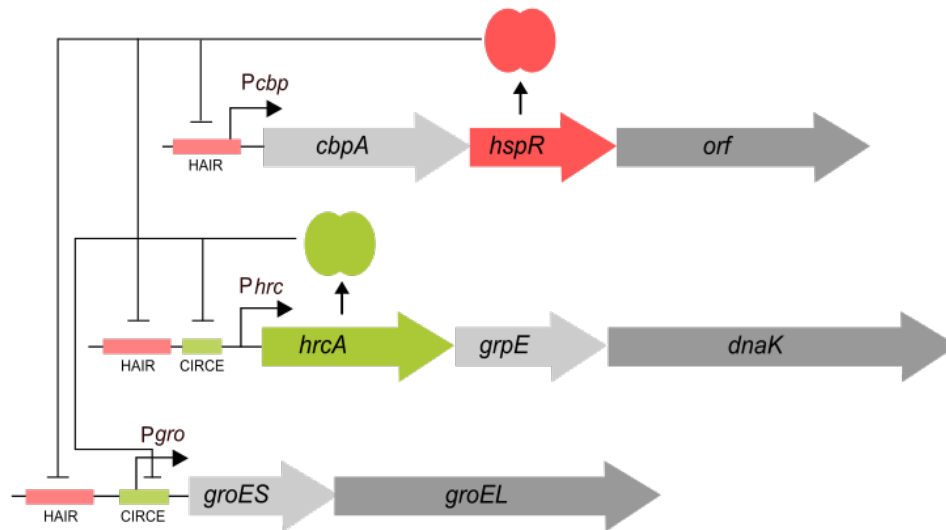 Pcbp
cbpA hspR orf
HAIR
Phrc
hrcA grpE dnaK
HAIR CIRCE
Pgro
groES groEL
HAIR CIRCE